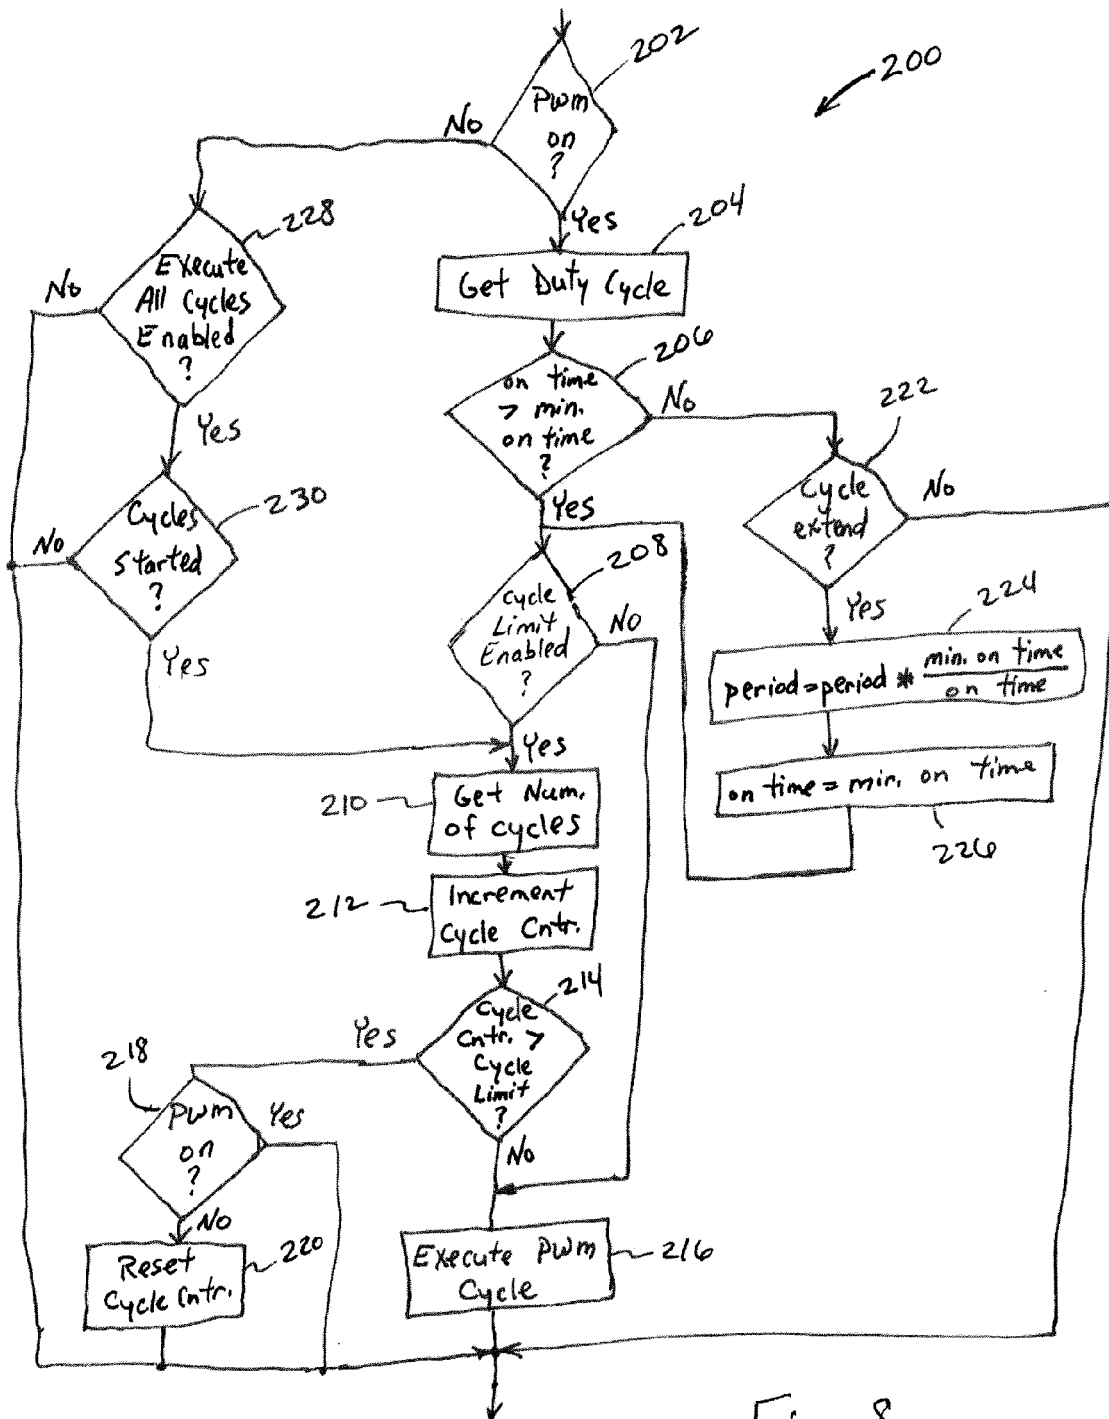 202
200
Pwm
on
?
No
Yes
204
Get Duty Cycle
228
Execute
All Cycles
Enabled
?
No
Yes
206
on time
> min.
on time
?
No
Yes
222
Cycle
extend
?
No
Yes
230
Cycles
Started
?
No
Yes
208
Cycle
Limit
Enabled
?
No
Yes
224
period=period * min. on time
on time
on time = min. on time
226
210
Get Num.
of cycles
212
Increment
Cycle Cntr.
214
Cycle
Cntr. >
Cycle
Limit
?
Yes
No
218
Pwm
on
?
Yes
No
220
Reset
Cycle Cntr.
Execute Pwm
Cycle
216
Fig. 8